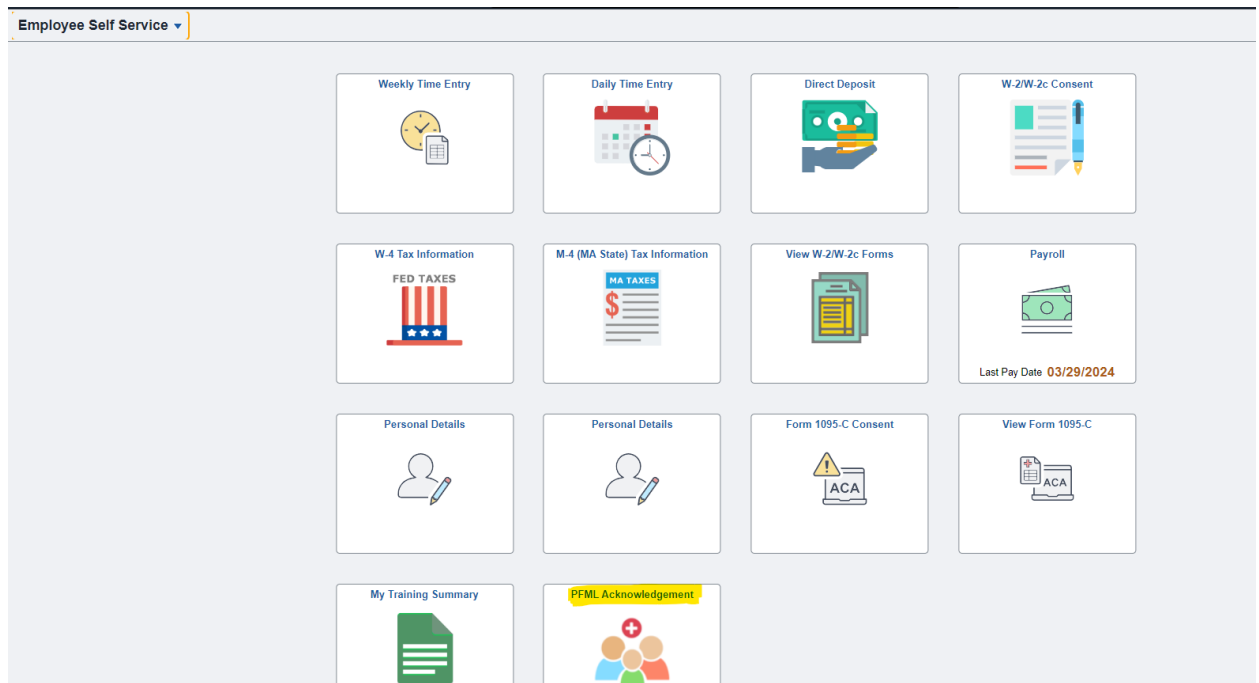 Employee Self Service
Weekly Time Entry
Daily Time Entry
Direct Deposit
W-2/W-2c Consent
W-4 Tax Information
FED TAXES
M-4 (MA State) Tax Information
MA TAXES
$
View W-2/W-2c Forms
Payroll
Last Pay Date 03/29/2024
Personal Details
Personal Details
Form 1095-C Consent
!
ACA
View Form 1095-C
ACA
My Training Summary
PFML Acknowledgement